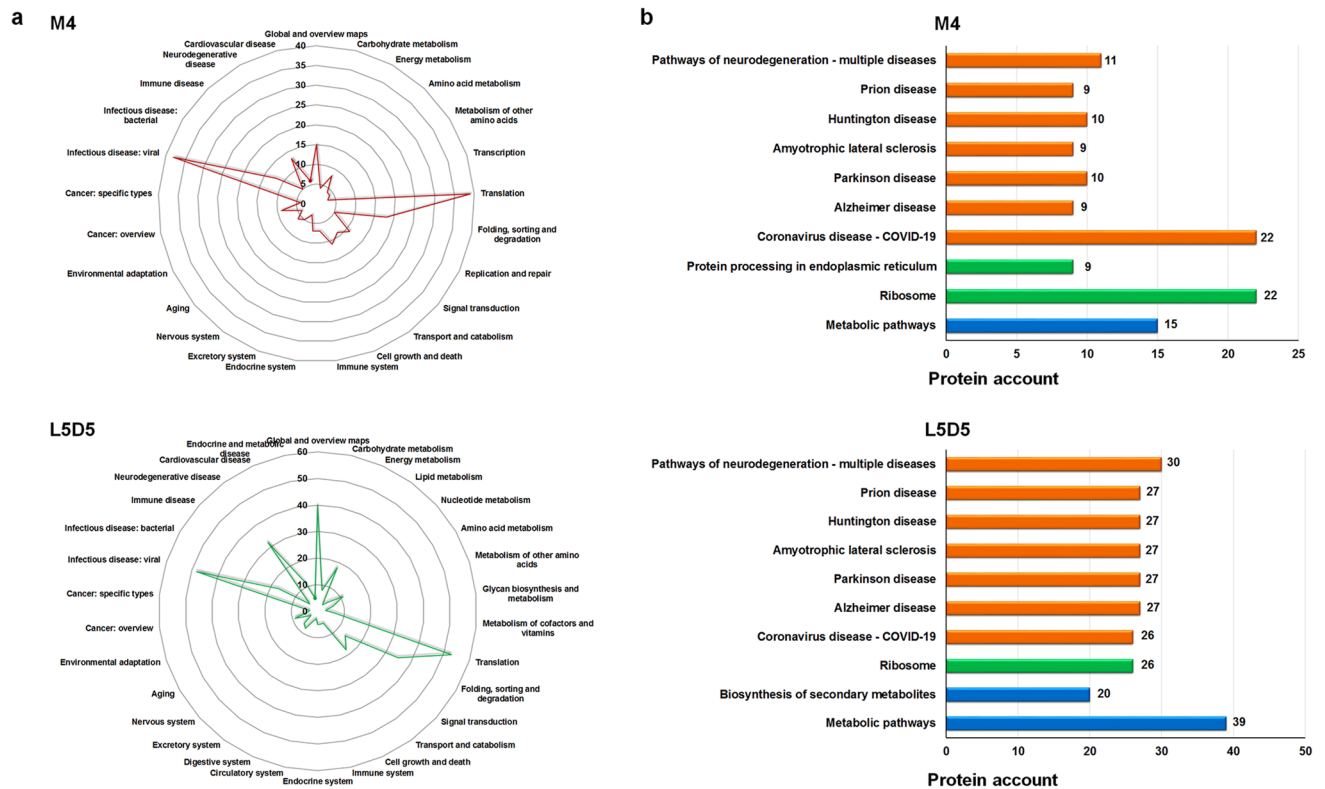 a
M4
Global and overview maps
Carbohydrate metabolism
Energy metabolism
Amino acid metabolism
Metabolism of other
amino acids
Transcription
Translation
Folding, sorting and
degradation
Replication and repair
Signal transduction
Transport and catabolism
Cell growth and death
Immune system
Endocrine system
Excretory system
Nervous system
Aging
Environmental adaptation
Cancer: overview
Cancer: specific types
Infectious disease: viral
Infectious disease:
bacterial
Immune disease
Neurodegenerative
disease
Cardiovascular disease
40
35
30
25
20
15
10
5
0
b
M4
Pathways of neurodegeneration - multiple diseases
11
Prion disease
9
Huntington disease
10
Amyotrophic lateral sclerosis
9
Parkinson disease
10
Alzheimer disease
9
Coronavirus disease - COVID-19
22
Protein processing in endoplasmic reticulum
9
Ribosome
22
Metabolic pathways
15
0 5 10 15 20 25
Protein account
L5D5
Global and overview maps
Carbohydrate metabolism
Energy metabolism
Lipid metabolism
Nucleotide metabolism
Amino acid metabolism
Metabolism of other amino
acids
Glycan biosynthesis and
metabolism
Metabolism of cofactors and
vitamins
Translation
Folding, sorting and
degradation
Signal transduction
Transport and catabolism
Cell growth and death
Immune system
Endocrine system
Circulatory system
Digestive system
Excretory system
Nervous system
Aging
Environmental adaptation
Cancer: overview
Cancer: specific types
Infectious disease: viral
Infectious disease: bacterial
Immune disease
Neurodegenerative disease
Cardiovascular disease
Endocrine and metabolic
disease
60
50
40
30
20
10
0
L5D5
Pathways of neurodegeneration - multiple diseases
30
Prion disease
27
Huntington disease
27
Amyotrophic lateral sclerosis
27
Parkinson disease
27
Alzheimer disease
27
Coronavirus disease - COVID-19
26
Ribosome
26
Biosynthesis of secondary metabolites
20
Metabolic pathways
39
0 10 20 30 40 50
Protein account